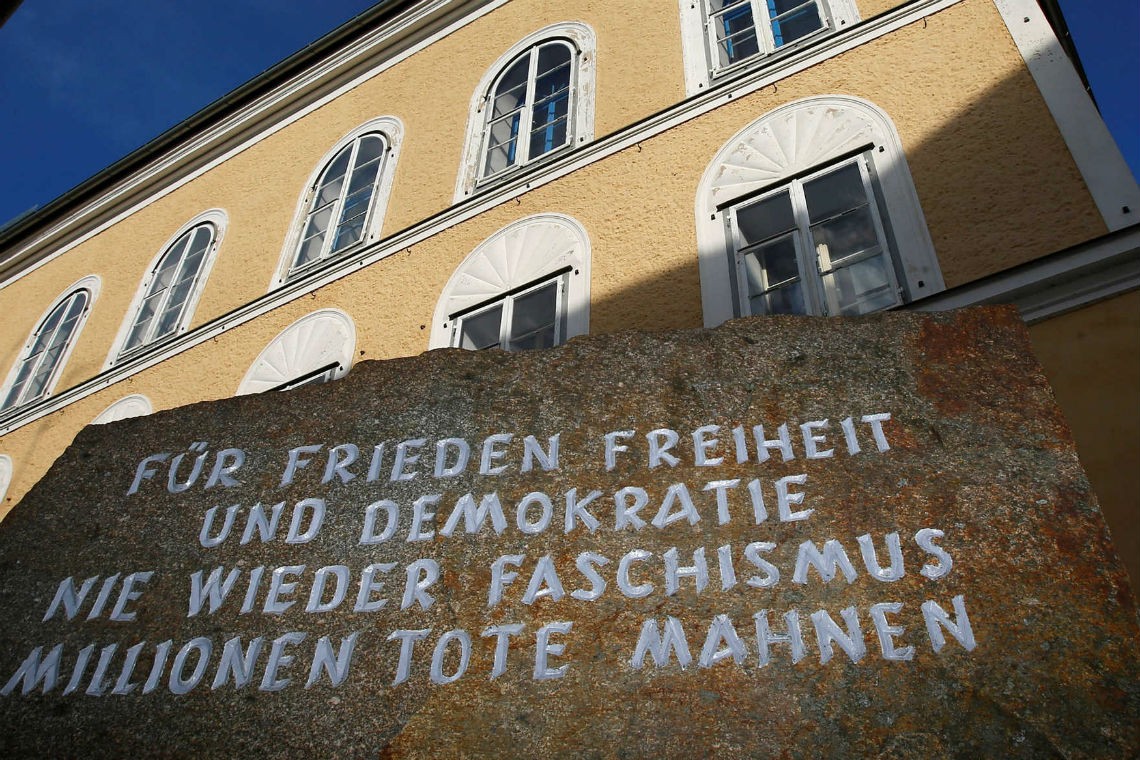 FÜR FRIEDEN FREIHEIT
UND DEMOKRATIE
NIE WIEDER FASCHISMUS
MILLIONEN TOTE MAHNEN